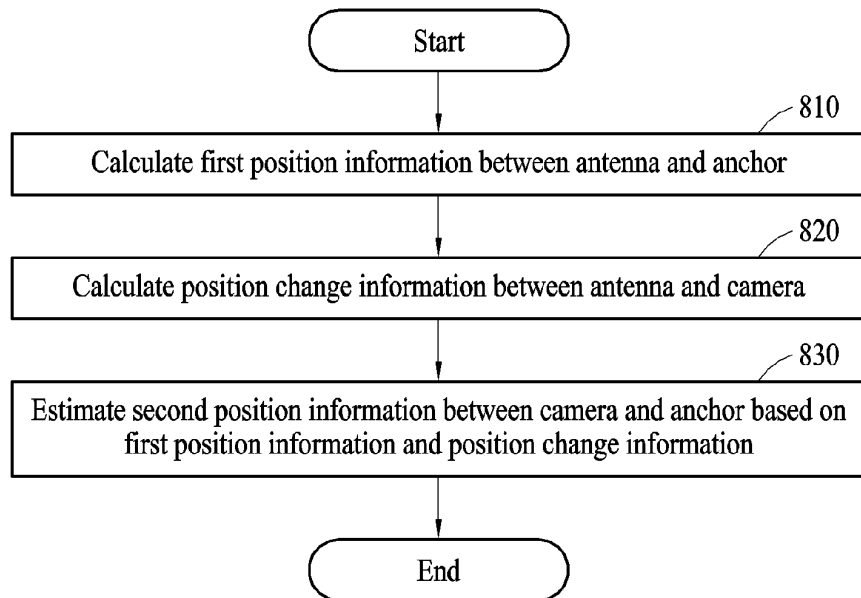 Start
810
Calculate first position information between antenna and anchor
820
Calculate position change information between antenna and camera
830
Estimate second position information between camera and anchor based on
first position information and position change information
End